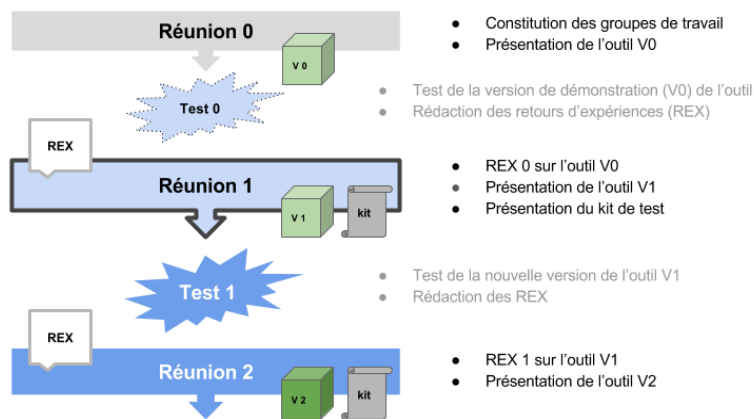 Réunion 0
V 0
● Constitution des groupes de travail
● Présentation de l'outil V0
Test 0
● Test de la version de démonstration (V0) de l'outil
● Rédaction des retours d'expériences (REX)
REX
Réunion 1
V 1
kit
● REX 0 sur l'outil V0
● Présentation de l'outil V1
● Présentation du kit de test
Test 1
● Test de la nouvelle version de l'outil V1
● Rédaction des REX
REX
Réunion 2
V 2
kit
● REX 1 sur l'outil V1
● Présentation de l'outil V2